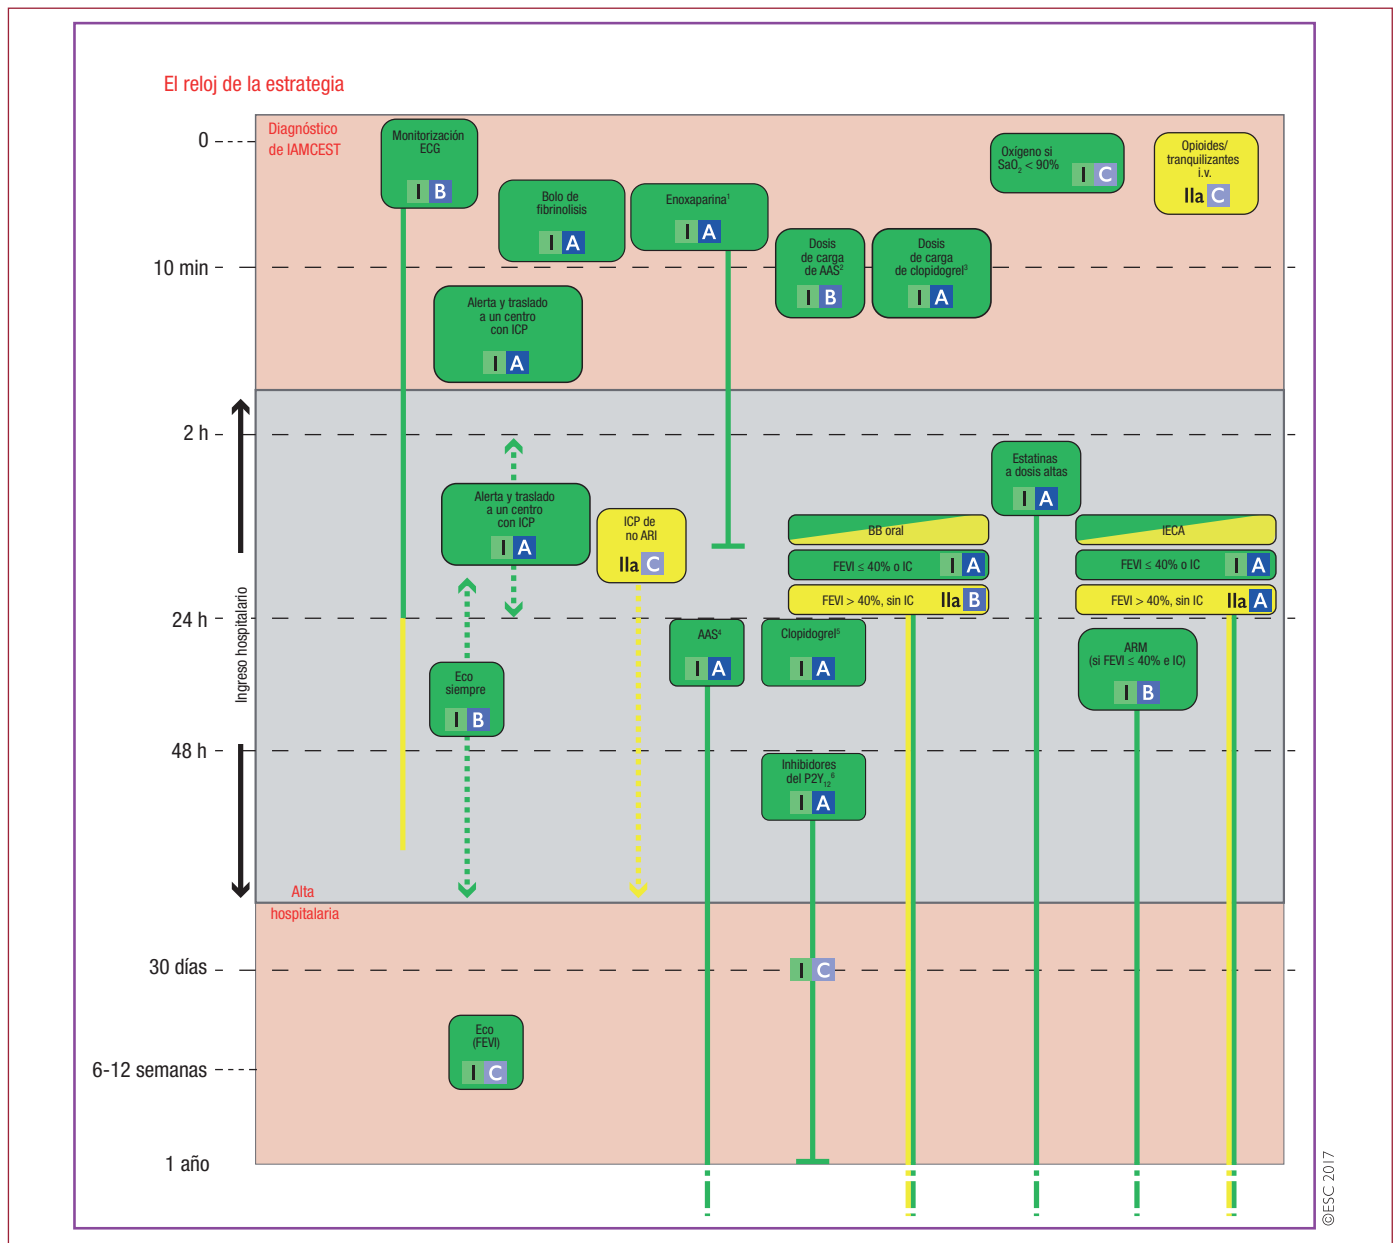 El reloj de la estrategia
0
Diagnóstico
de IAMCEST
Monitorización
ECG
I B
Bolo de
fibrinolisis
I A
Enoxaparina¹
I A
Oxígeno si
SaO₂ < 90%
I C
Opioides/
tranquilizantes
i.v.
IIa C
Dosis
de carga
de AAS²
I B
Dosis
de carga
de clopidogrel³
I A
10 min
Alerta y traslado
a un centro
con ICP
I A
Ingreso hospitalario
2 h
Alerta y traslado
a un centro
con ICP
I A
ICP de
no ARI
IIa C
Estatinas
a dosis altas
I A
BB oral
FEVI ≤ 40% o IC I A
FEVI > 40%, sin IC IIa B
IECA
FEVI ≤ 40% o IC I A
FEVI > 40%, sin IC IIa A
24 h
Eco
siempre
I B
AAS⁴
I A
Clopidogrel⁵
I A
ARM
(si FEVI ≤ 40% e IC)
I B
48 h
Inhibidores
del P2Y₁₂⁶
I A
Alta
hospitalaria
30 días
I C
Eco
(FEVI)
I C
6-12 semanas
1 año
©ESC 2017